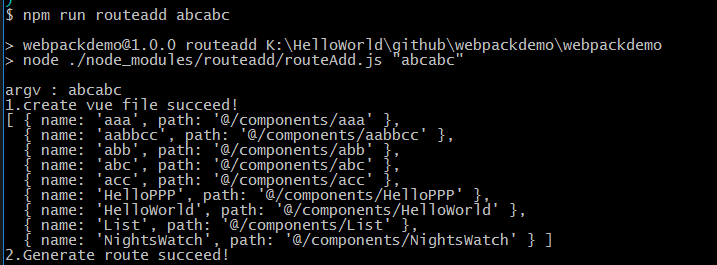 $ npm run routeadd abcabc
> webpackdemo@1.0.0 routeadd K:\HelloWorld\github\webpackdemo\webpackdemo
> node ./node_modules/routeadd/routeAdd.js "abcabc"
argv : abcabc
1.create vue file succeed!
[ { name: 'aaa', path: '@/components/aaa' },
{ name: 'aabbcc', path: '@/components/aabbcc' },
{ name: 'abb', path: '@/components/abb' },
{ name: 'abc', path: '@/components/abc' },
{ name: 'acc', path: '@/components/acc' },
{ name: 'HelloPPP', path: '@/components/HelloPPP' },
{ name: 'HelloWorld', path: '@/components/HelloWorld' },
{ name: 'List', path: '@/components/List' },
{ name: 'NightsWatch', path: '@/components/NightsWatch' } ]
2.Generate route succeed!